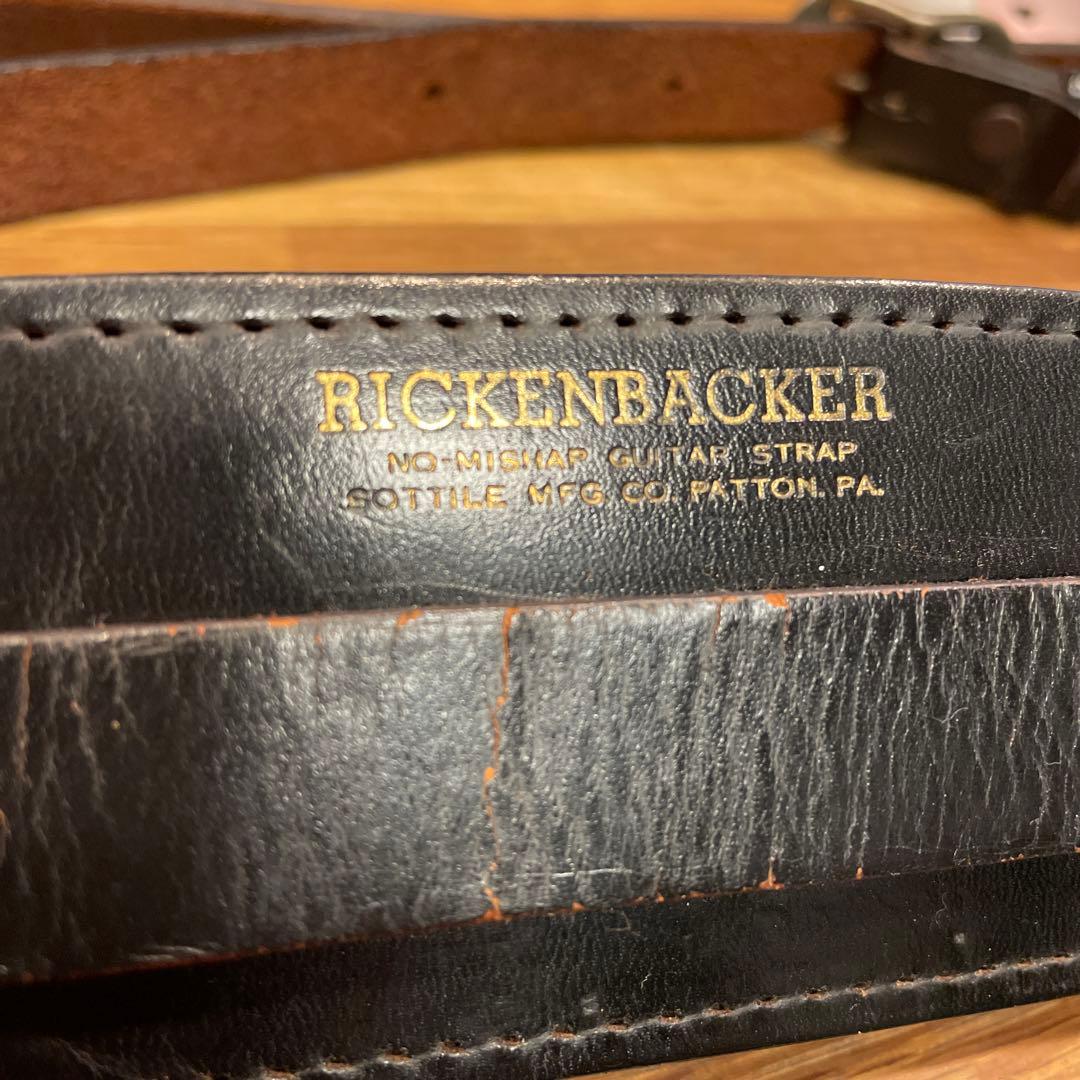 RICKENBACKER
NO-MISHAP GUITAR STRAP
SOTTILE MFG. CO. PATTON, PA.